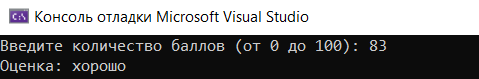 Консоль отладки Microsoft Visual Studio
Введите количество баллов (от 0 до 100): 83
Оценка: хорошо